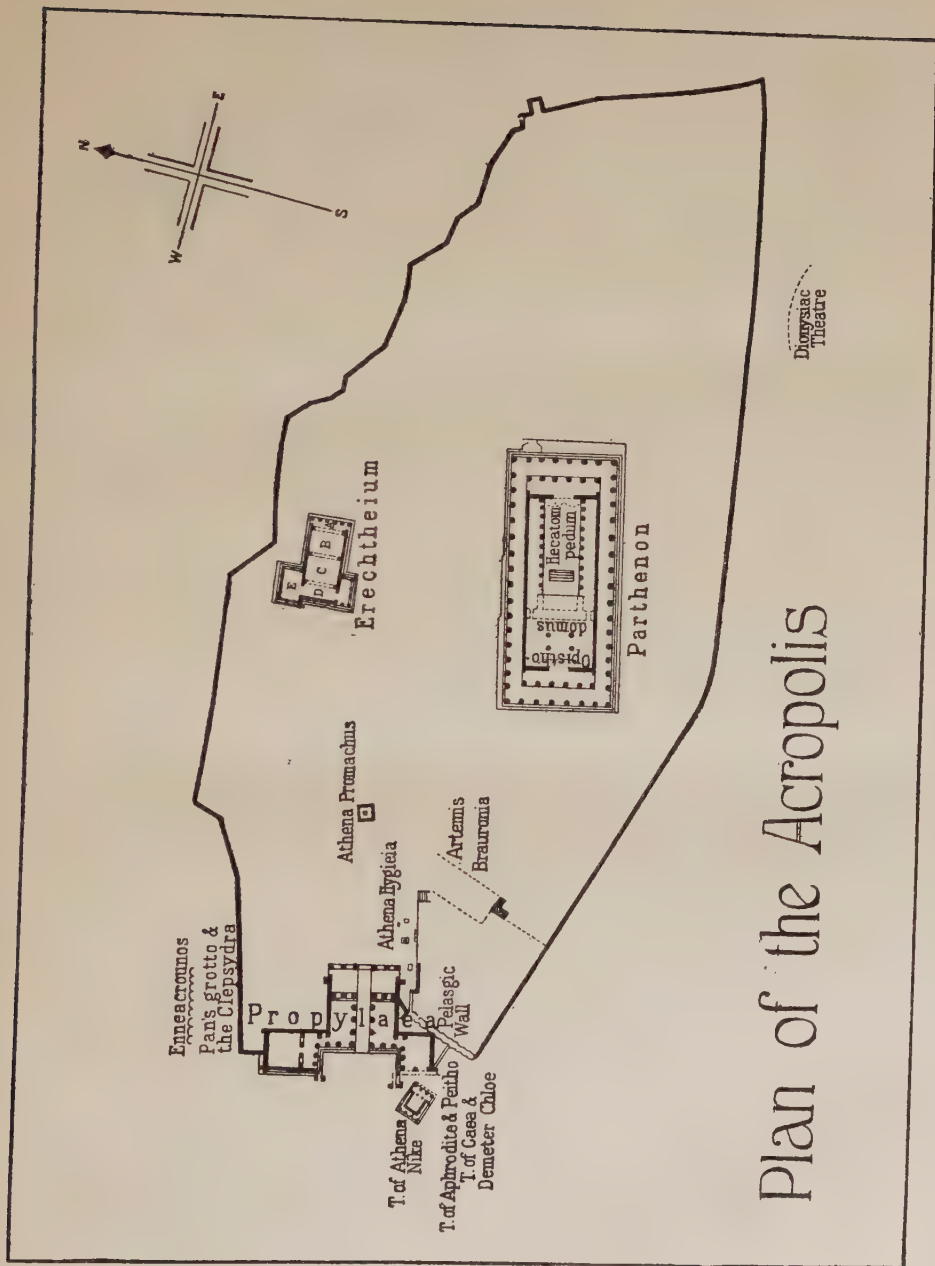 N
E
W
S
Enneacrounos
Pan's grotto &
the Clepsydra
Propylaea
Athena Promachus
Athena Hygieia
Artemis
Brauronia
Pelasgic
Wall
T. of Athena
Nike
T. of Aphrodite & Peitho
T. of Caea &
Demeter Chloe
E
D
C
B
Erechtheium
Opistho-
domus
Hecatom
pedum
Parthenon
Dionysiac
Theatre
Plan of the Acropolis